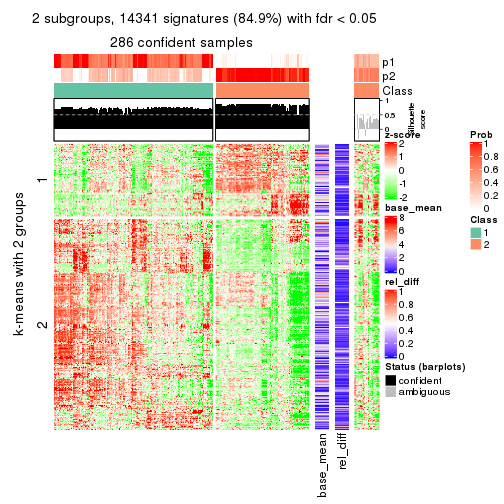 2 subgroups, 14341 signatures (84.9%) with fdr < 0.05
286 confident samples
p1
p2
Class
1
0.5
0
Silhouette
score
k-means with 2 groups
1
2
base_mean
rel_diff
z-score
2
1
0
-1
-2
base_mean
8
6
4
2
0
rel_diff
1
0.8
0.6
0.4
0.2
0
Status (barplots)
confident
ambiguous
Prob
1
0.8
0.6
0.4
0.2
0
Class
1
2